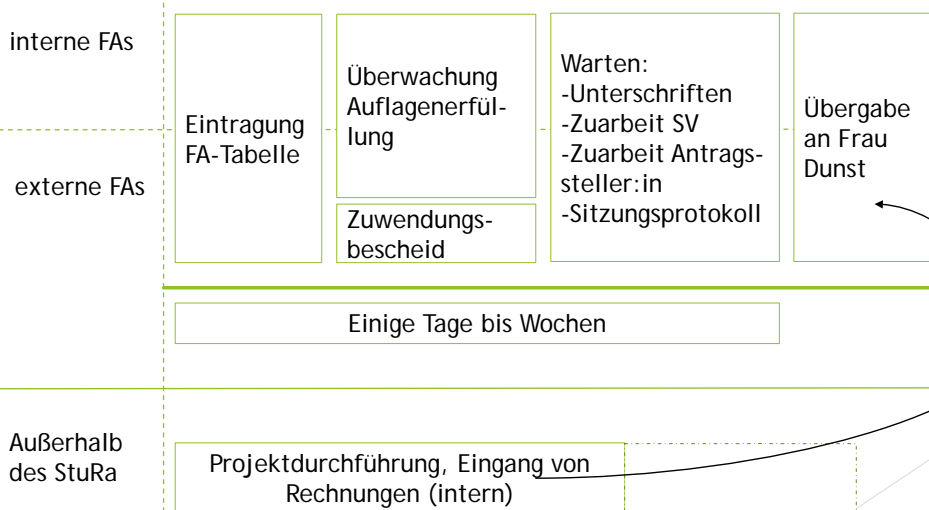 interne FAs
externe FAs
Eintragung
FA-Tabelle
Überwachung
Auflagenerfül-
lung
Zuwendungs-
bescheid
Warten:
-Unterschriften
-Zuarbeit SV
-Zuarbeit Antrags-
steller:in
-Sitzungsprotokoll
Übergabe
an Frau
Dunst
Einige Tage bis Wochen
Außerhalb
des StuRa
Projektdurchführung, Eingang von
Rechnungen (intern)